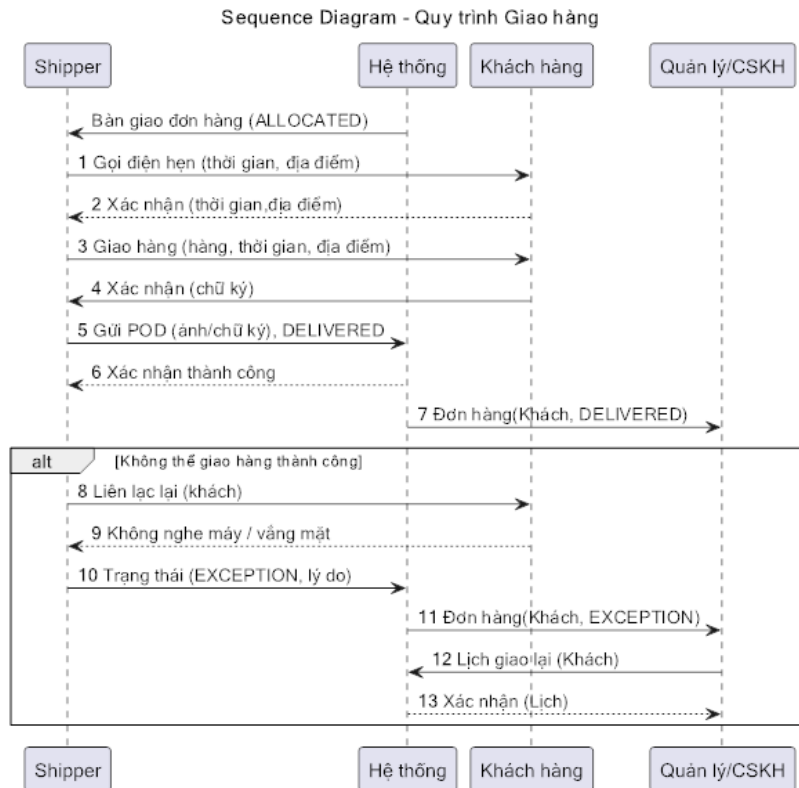 Sequence Diagram - Quy trình Giao hàng
Shipper Hệ thống Khách hàng Quản lý/CSKH
Bàn giao đơn hàng (ALLOCATED)
1 Gọi điện hẹn (thời gian, địa điểm)
2 Xác nhận (thời gian,địa điểm)
3 Giao hàng (hàng, thời gian, địa điểm)
4 Xác nhận (chữ ký)
5 Gửi POD (ảnh/chữ ký), DELIVERED
6 Xác nhận thành công
7 Đơn hàng(Khách, DELIVERED)
alt [Không thể giao hàng thành công]
8 Liên lạc lại (khách)
9 Không nghe máy / vắng mặt
10 Trạng thái (EXCEPTION, lý do)
11 Đơn hàng(Khách, EXCEPTION)
12 Lịch giao lại (Khách)
13 Xác nhận (Lịch)
Shipper Hệ thống Khách hàng Quản lý/CSKH